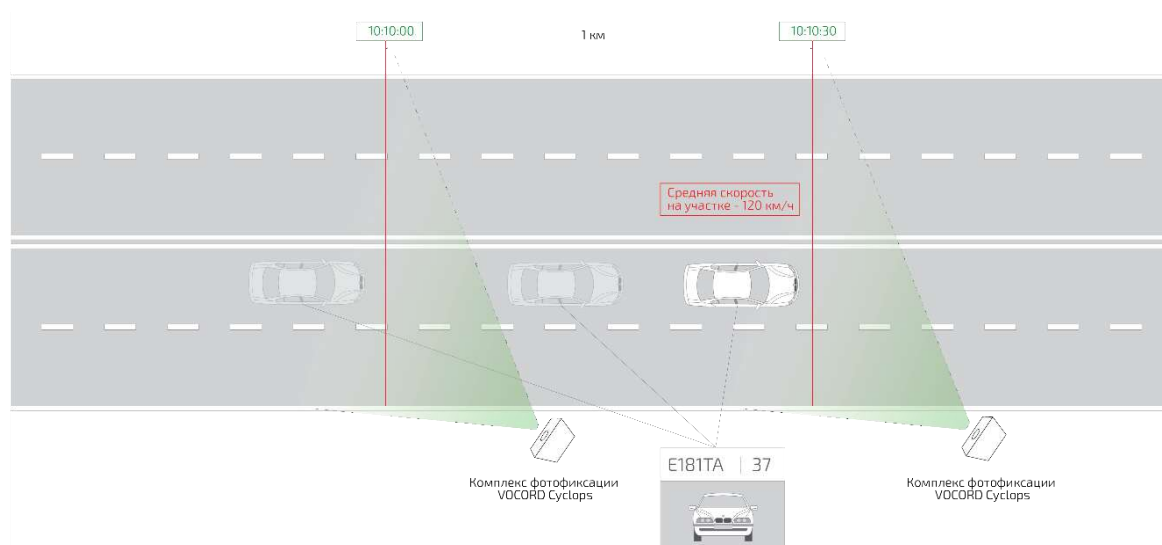 10:10:00
1 км
10:10:30
Средняя скорость
на участке - 120 км/ч
E181TA | 37
Комплекс фотофиксации
VOCORD Cyclops
Комплекс фотофиксации
VOCORD Cyclops